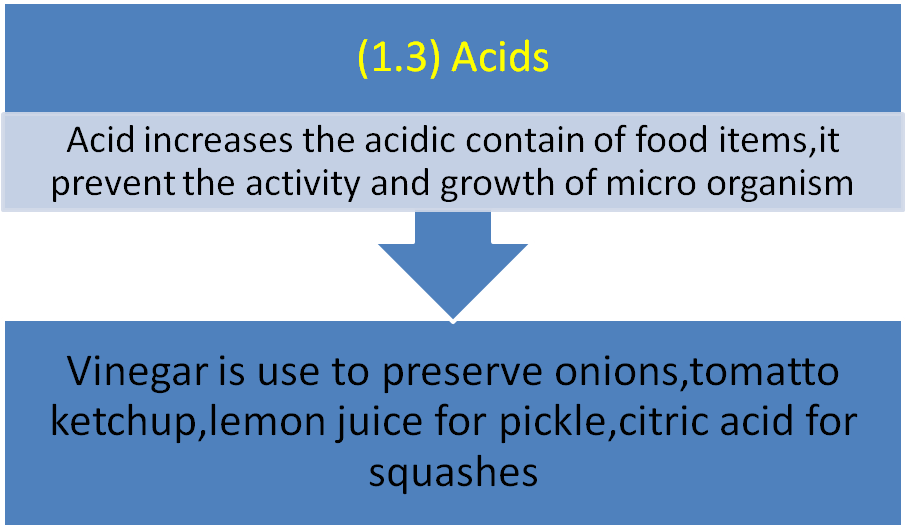 (1.3) Acids
Acid increases the acidic contain of food items,it
prevent the activity and growth of micro organism
Vinegar is use to preserve onions,tomatto
ketchup,lemon juice for pickle,citric acid for
squashes